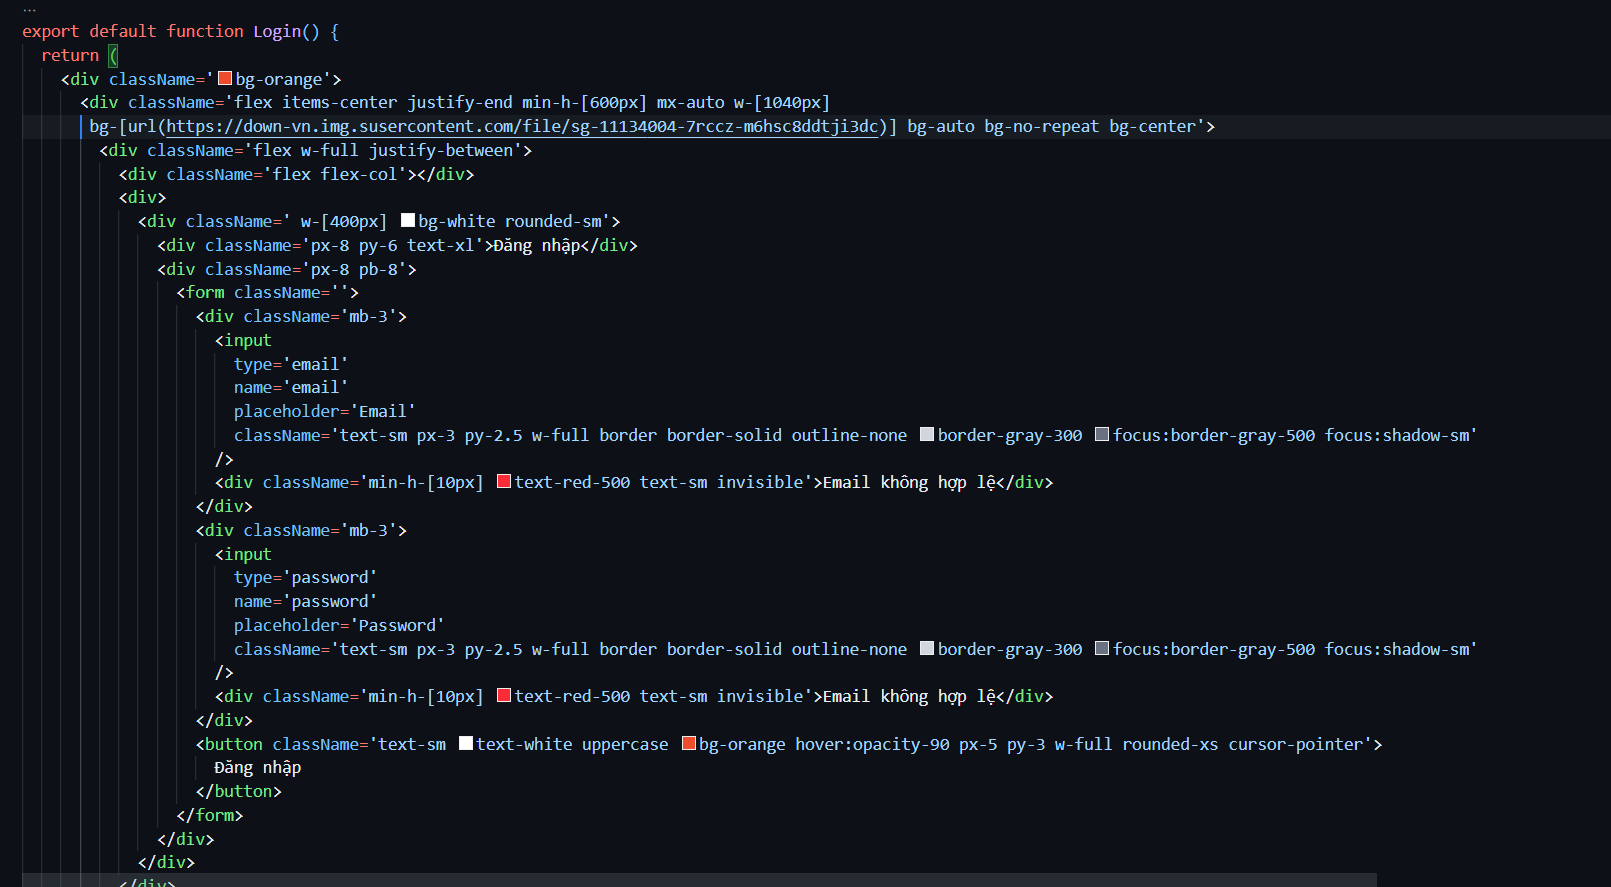 ...
export default function Login() {
return (
<div className='bg-orange'>
<div className='flex items-center justify-end min-h-[600px] mx-auto w-[1040px]
bg-[url(https://down-vn.img.susercontent.com/file/sg-11134004-7rccz-m6hsc8ddtji3dc)] bg-auto bg-no-repeat bg-center'>
<div className='flex w-full justify-between'>
<div className='flex flex-col'></div>
<div>
<div className=' w-[400px] bg-white rounded-sm'>
<div className='px-8 py-6 text-xl'>Đăng nhập</div>
<div className='px-8 pb-8'>
<form className=''>
<div className='mb-3'>
<input
type='email'
name='email'
placeholder='Email'
className='text-sm px-3 py-2.5 w-full border border-solid outline-none border-gray-300 focus:border-gray-500 focus:shadow-sm'
/>
<div className='min-h-[10px] text-red-500 text-sm invisible'>Email không hợp lệ</div>
</div>
<div className='mb-3'>
<input
type='password'
name='password'
placeholder='Password'
className='text-sm px-3 py-2.5 w-full border border-solid outline-none border-gray-300 focus:border-gray-500 focus:shadow-sm'
/>
<div className='min-h-[10px] text-red-500 text-sm invisible'>Email không hợp lệ</div>
</div>
<button className='text-sm text-white uppercase bg-orange hover:opacity-90 px-5 py-3 w-full rounded-xs cursor-pointer'>
Đăng nhập
</button>
</form>
</div>
</div>
</div>